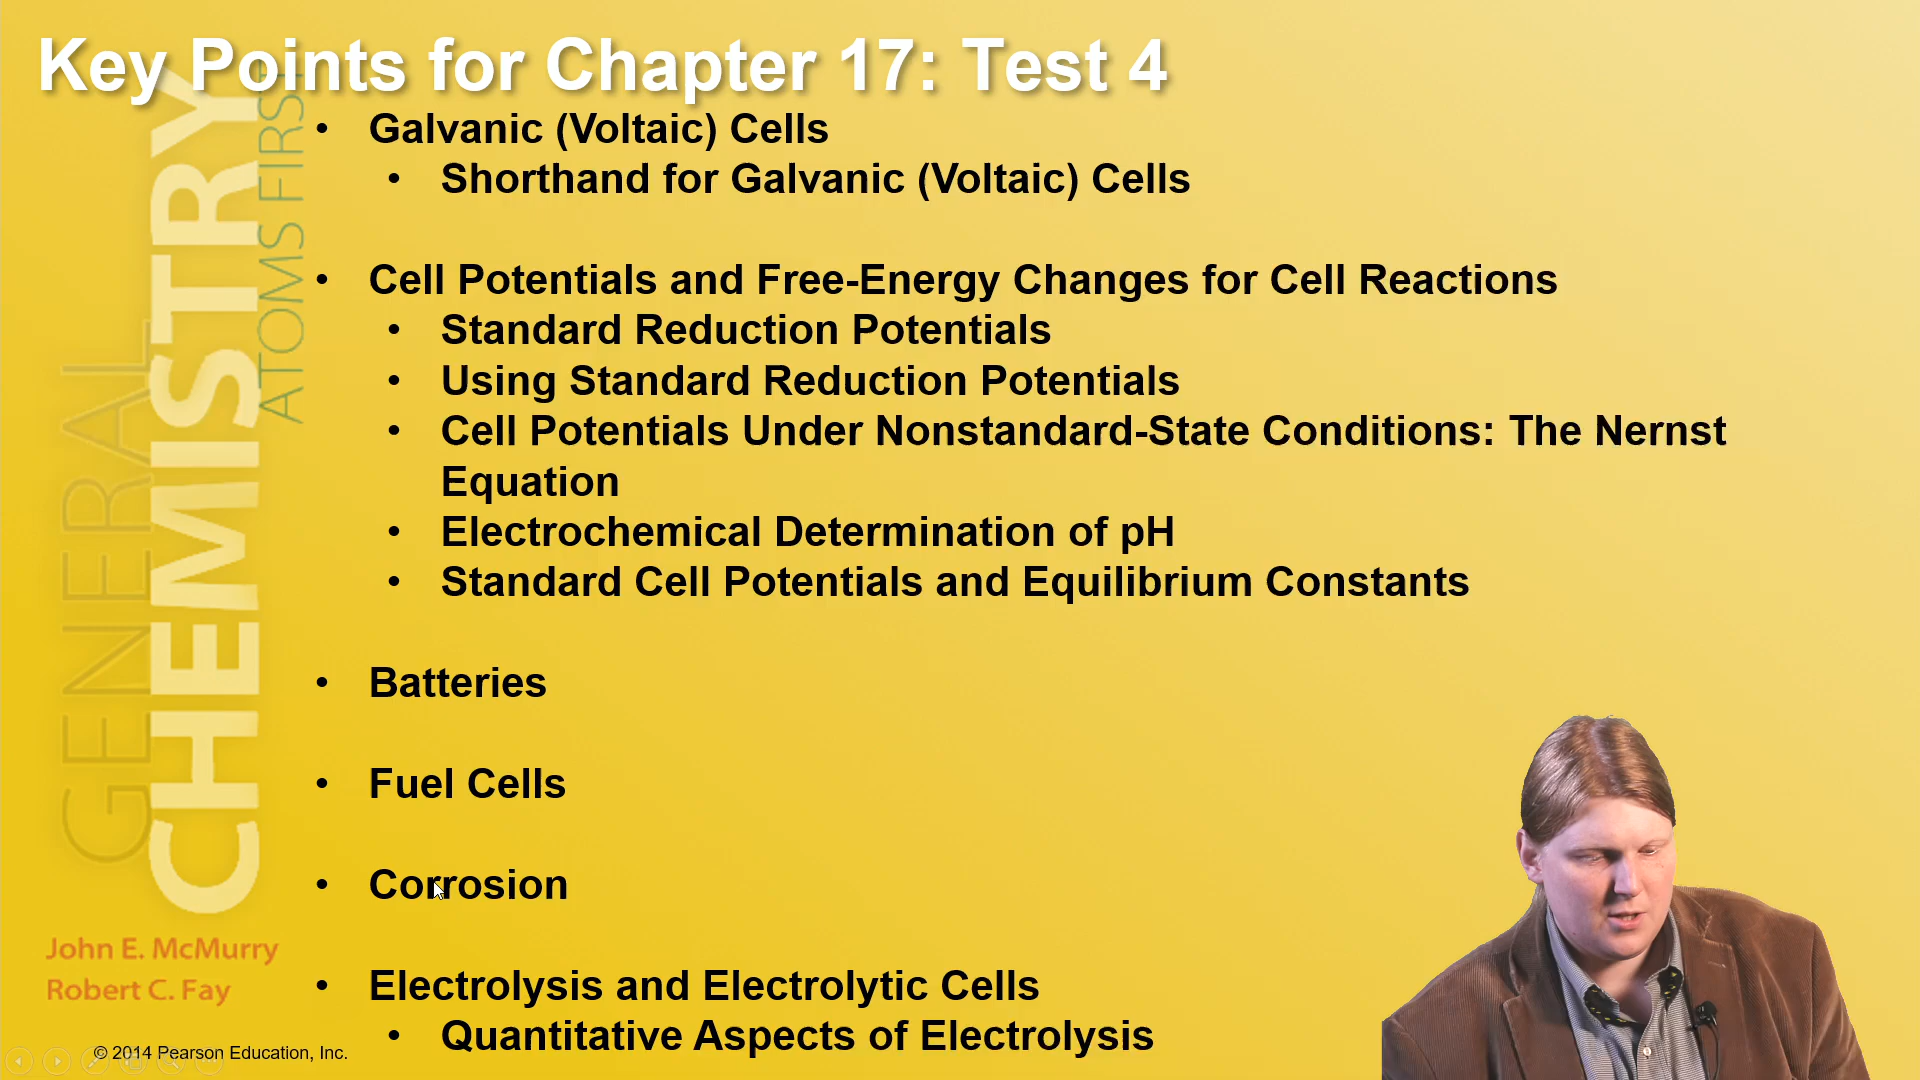 Key Points for Chapter 17: Test 4
• Galvanic (Voltaic) Cells
• Shorthand for Galvanic (Voltaic) Cells
• Cell Potentials and Free-Energy Changes for Cell Reactions
• Standard Reduction Potentials
• Using Standard Reduction Potentials
• Cell Potentials Under Nonstandard-State Conditions: The Nernst
Equation
• Electrochemical Determination of pH
• Standard Cell Potentials and Equilibrium Constants
• Batteries
• Fuel Cells
• Corrosion
• Electrolysis and Electrolytic Cells
• Quantitative Aspects of Electrolysis
GENERAL
CHEMISTRY
ATOMS FIRST
John E. McMurry
Robert C. Fay
© 2014 Pearson Education, Inc.